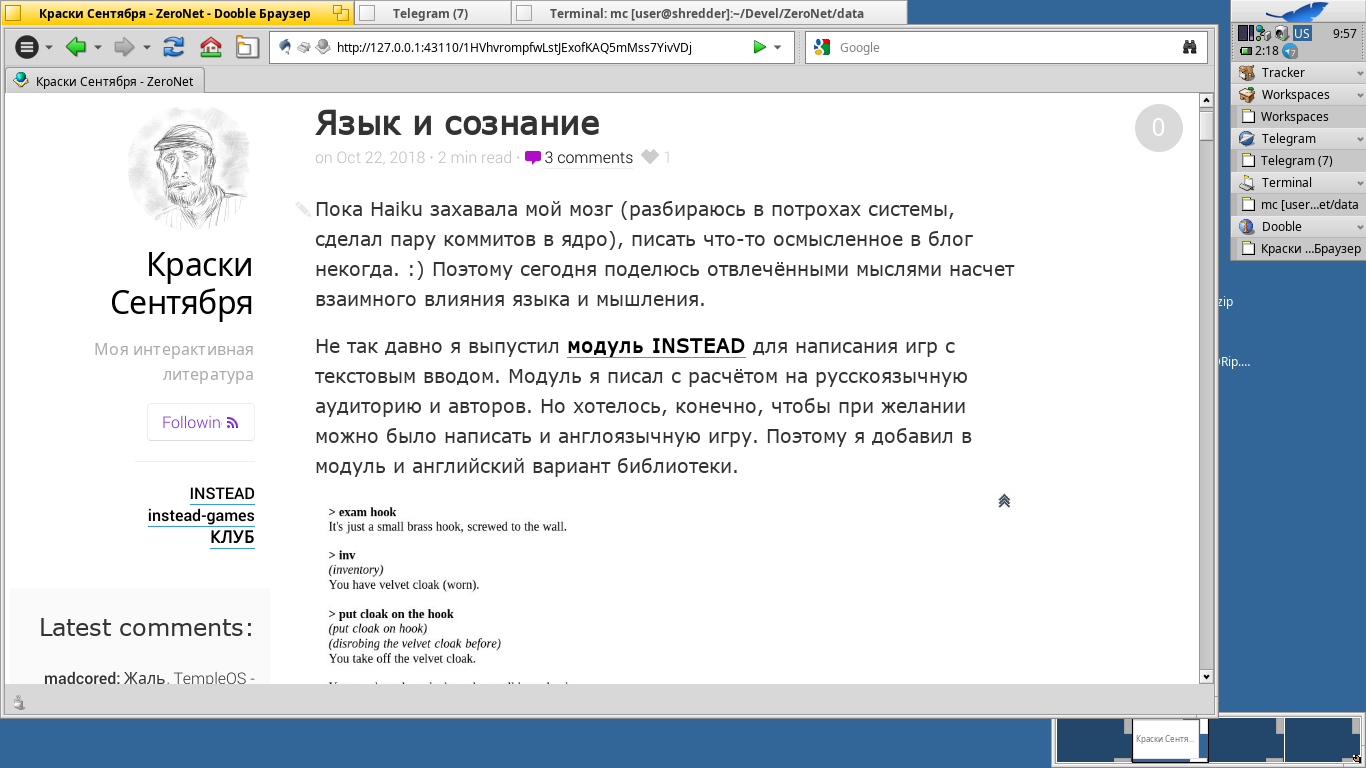 Краски Сентября - ZeroNet - Dooble Браузер
Telegram (7)
Terminal: mc [user@shredder]:~/Devel/ZeroNet/data
http://127.0.0.1:43110/1HVhvrompfwLstJExofKAQ5mMss7YivVDj
Google
Краски Сентября - ZeroNet
US
9:57
2:18
Tracker
Workspaces
Workspaces
Telegram
Telegram (7)
Terminal
mc [user...et/data
Dooble
Краски ...Браузер
zip
Rip....
Краски
Сентября
Моя интерактивная
литература
Followin
INSTEAD
instead-games
КЛУБ
Latest comments:
madcored: Жаль, TempleOS -
Язык и сознание
0
on Oct 22, 2018 · 2 min read · 3 comments 1
Пока Haiku захавала мой мозг (разбираюсь в потрохах системы,
сделал пару коммитов в ядро), писать что-то осмысленное в блог
некогда. :) Поэтому сегодня поделюсь отвлечёнными мыслями насчет
взаимного влияния языка и мышления.
Не так давно я выпустил модуль INSTEAD для написания игр с
текстовым вводом. Модуль я писал с расчётом на русскоязычную
аудиторию и авторов. Но хотелось, конечно, чтобы при желании
можно было написать и англоязычную игру. Поэтому я добавил в
модуль и английский вариант библиотеки.
> exam hook
It's just a small brass hook, screwed to the wall.
> inv
(inventory)
You have velvet cloak (worn).
> put cloak on the hook
(put cloak on hook)
(disrobing the velvet cloak before)
You take off the velvet cloak.
Краски Сентя...